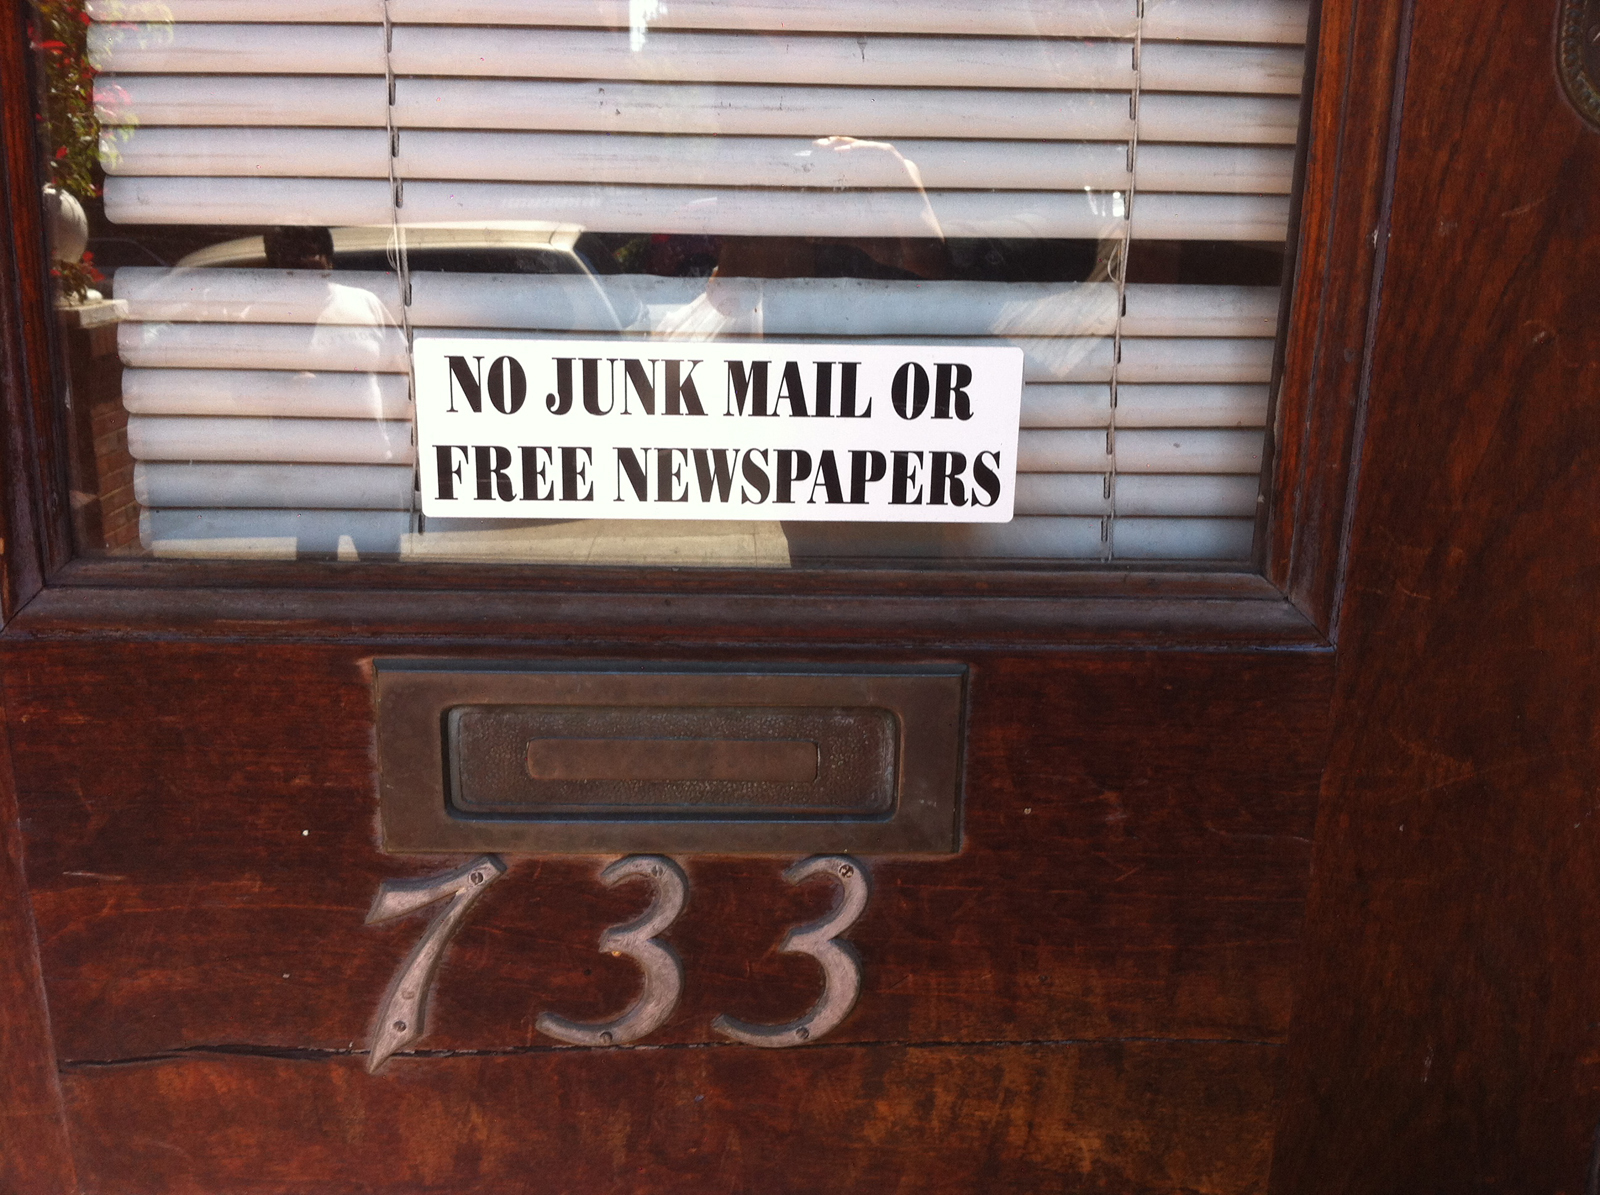 NO JUNK MAIL OR
FREE NEWSPAPERS
733